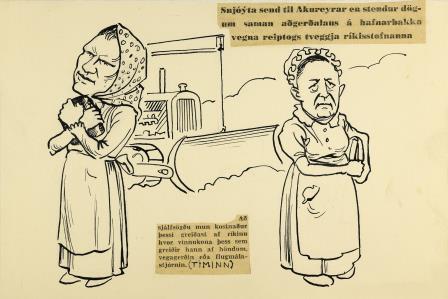 Snjóýta send til Akureyrar en stendur dög-
um saman aðgerðalaus á hafnarbakka
vegna reiptogs tveggja ríkisstofnanna
Að
sjálfsögðu mun kostnaður
þessi greiðast af ríkinu
hvor vinnukona þess sem
greiðir hann af höndum,
vegagerðin eða flugmála-
stjórnin. (TÍMINN)